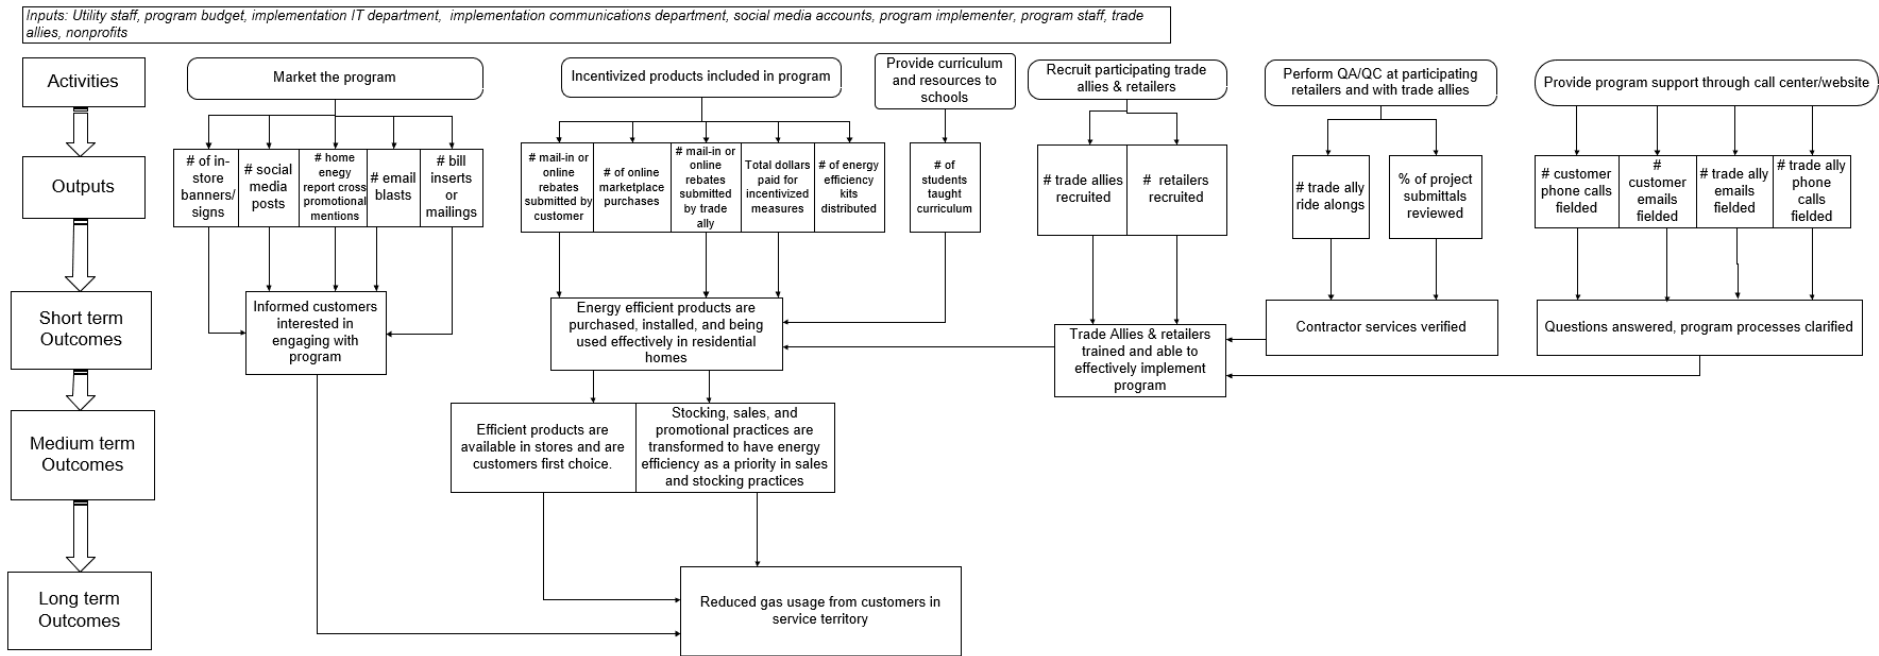 Inputs: Utility staff, program budget, implementation IT department, implementation communications department, social media accounts, program implementer, program staff, trade
allies, nonprofits
Activities
Market the program
Incentivized products included in program
Provide curriculum
and resources to
schools
Recruit participating trade
allies & retailers
Perform QA/QC at participating
retailers and with trade allies
Provide program support through call center/website
Outputs
# of in-
store
banners/
signs
# social
media
posts
# home
enegy
report cross
promotional
mentions
# email
blasts
# bill
inserts
or
mailings
# mail-in or
online
rebates
submitted by
customer
# of online
marketplace
purchases
# mail-in or
online
rebates
submitted
by trade
ally
Total dollars
paid for
incentivized
measures
# of energy
efficiency
kits
distributed
# of
students
taught
curriculum
# trade allies
recruited
# retailers
recruited
# trade ally
ride alongs
% of project
submittals
reviewed
# customer
phone calls
fielded
#
customer
emails
fielded
# trade ally
emails
fielded
# trade ally
phone
calls
fielded
Short term
Outcomes
Informed customers
interested in
engaging with
program
Energy efficient products are
purchased, installed, and being
used effectively in residential
homes
Trade Allies & retailers
trained and able to
effectively implement
program
Contractor services verified
Questions answered, program processes clarified
Medium term
Outcomes
Efficient products are
available in stores and are
customers first choice.
Stocking, sales, and
promotional practices are
transformed to have energy
efficiency as a priority in sales
and stocking practices
Long term
Outcomes
Reduced gas usage from customers in
service territory